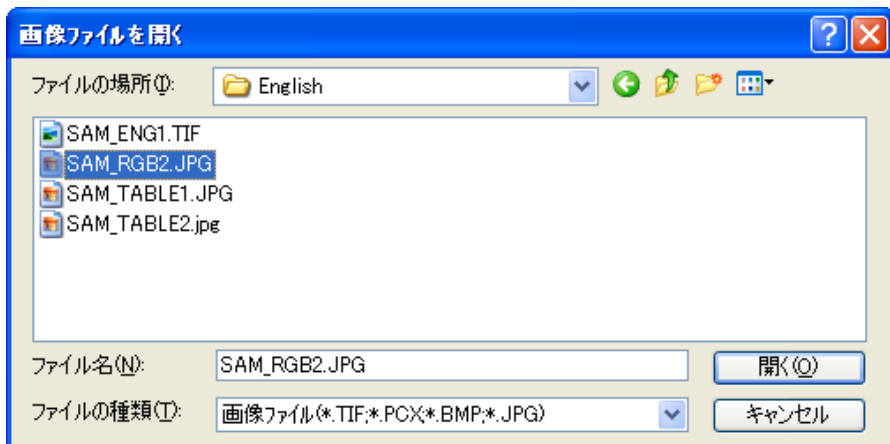 画像ファイルを開く
ファイルの場所(I):
English
SAM_ENG1.TIF
SAM_RGB2.JPG
SAM_TABLE1.JPG
SAM_TABLE2.jpg
ファイル名(N):
SAM_RGB2.JPG
開く(O)
ファイルの種類(T):
画像ファイル(*.TIF;*.PCX;*.BMP;*.JPG)
キャンセル